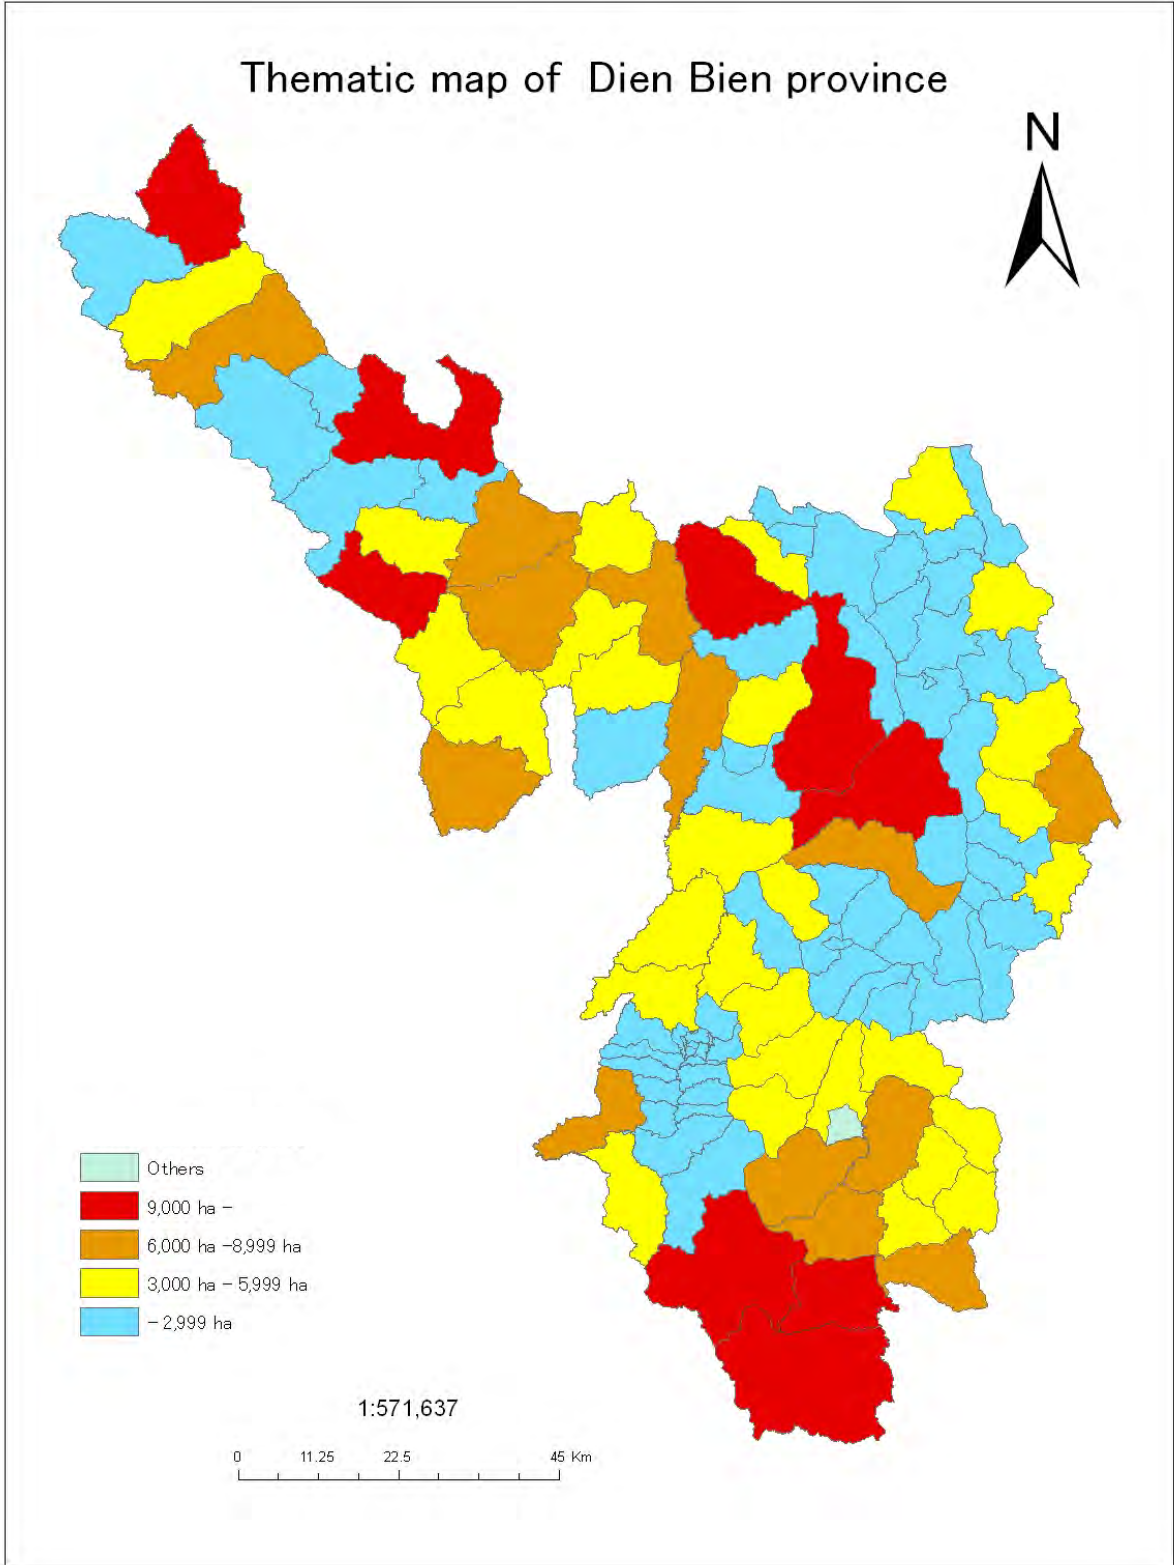 Thematic map of Dien Bien province
N
Others
9,000 ha –
6,000 ha –8,999 ha
3,000 ha – 5,999 ha
– 2,999 ha
1:571,637
0 11.25 22.5 45 Km